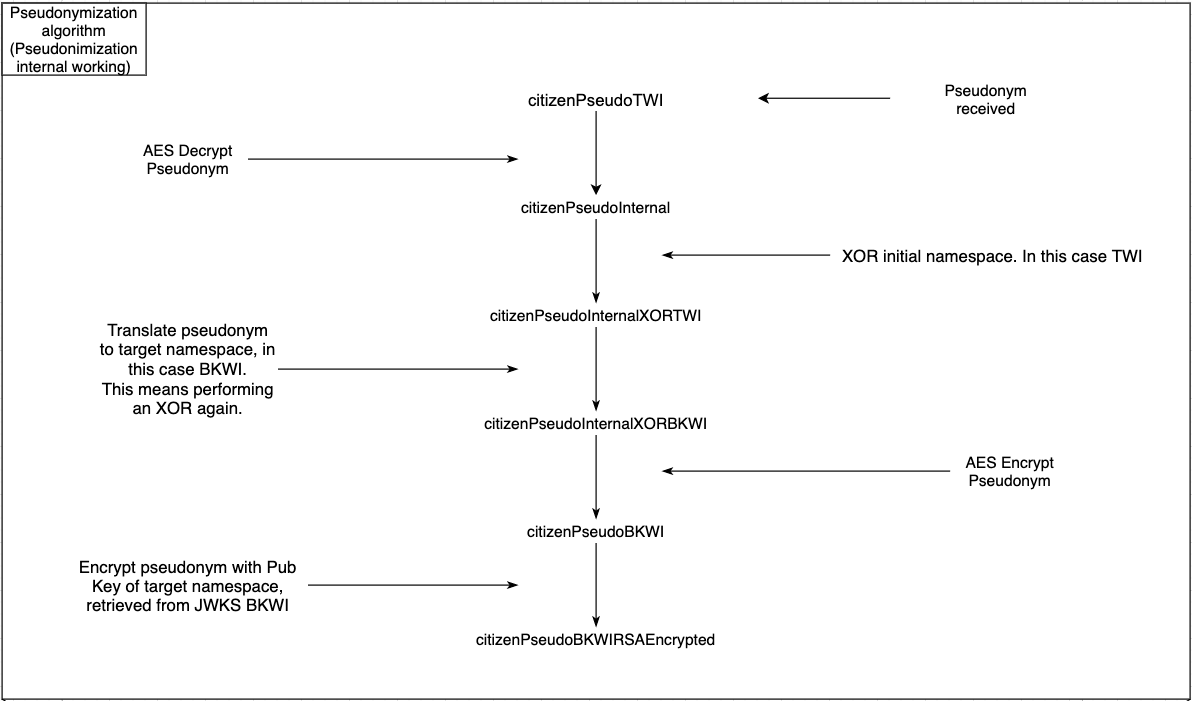 Pseudonymization
algorithm
(Pseudonimization
internal working)
citizenPseudoTWI
Pseudonym
received
AES Decrypt
Pseudonym
citizenPseudoInternal
XOR initial namespace. In this case TWI
citizenPseudoInternalXORTWI
Translate pseudonym
to target namespace, in
this case BKWI.
This means performing
an XOR again.
citizenPseudoInternalXORBKWI
AES Encrypt
Pseudonym
citizenPseudoBKWI
Encrypt pseudonym with Pub
Key of target namespace,
retrieved from JWKS BKWI
citizenPseudoBKWIRSAEncrypted